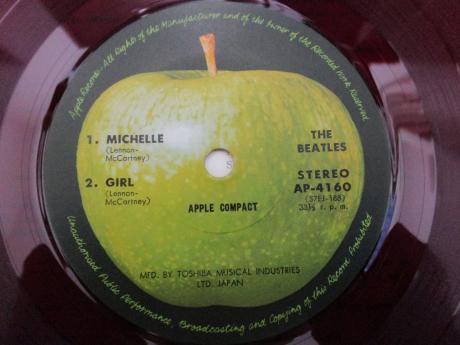 Apple Records · All Rights of the Manufacturer and of the Owner of the Recorded Work Reserved
1. MICHELLE
(Lennon-
McCartney)
2. GIRL
(Lennon-
McCartney)
THE
BEATLES
STEREO
AP-4160
(S7EJ-188)
33⅓ r. p. m.
S
APPLE COMPACT
MFD. BY TOSHIBA MUSICAL INDUSTRIES
LTD. JAPAN
Unauthorised Public Performance, Broadcasting and Copying of this Record Prohibited